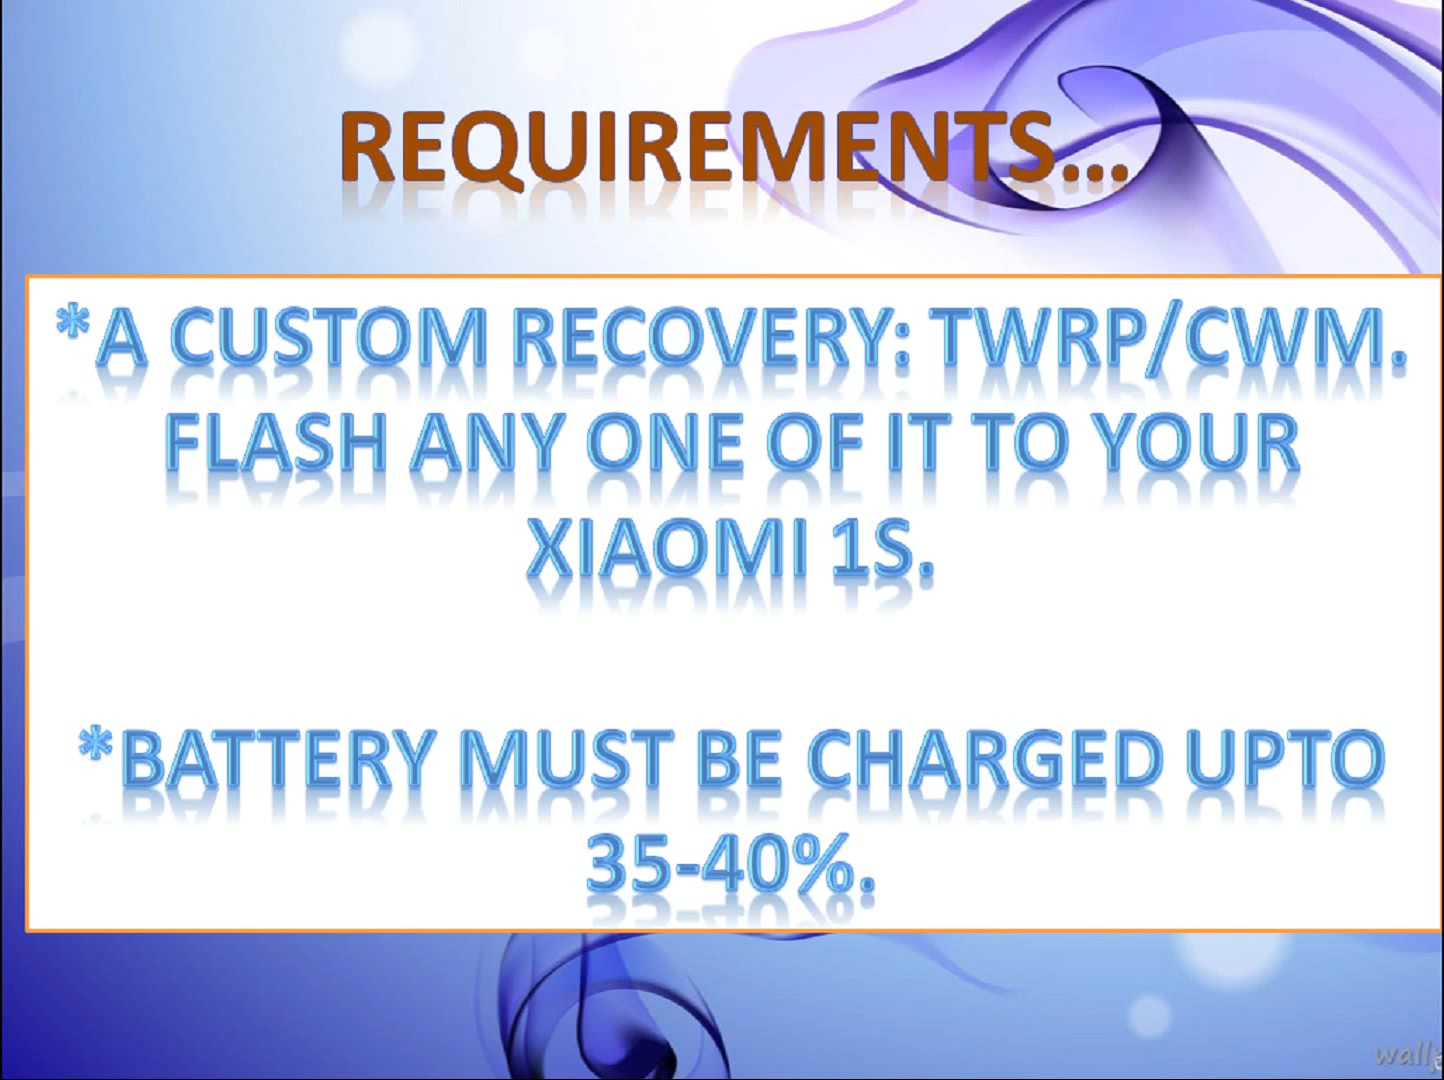 REQUIREMENTS...
*A CUSTOM RECOVERY: TWRP/CWM.
FLASH ANY ONE OF IT TO YOUR
XIAOMI 1S.
*BATTERY MUST BE CHARGED UPTO
35-40%.